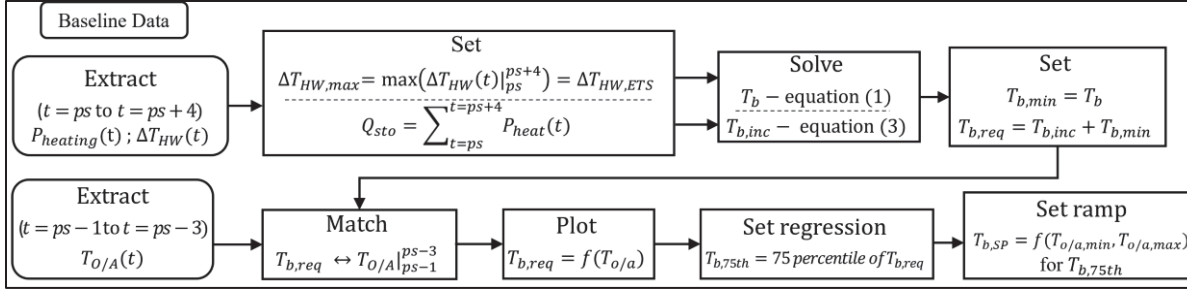 Baseline Data
Extract
(t = ps to t = ps + 4)
P_heating(t) ; ΔT_HW(t)
Set
ΔT_HW,max = max(ΔT_HW(t)|_ps^ps+4) = ΔT_HW,ETS
Q_sto = ∑_{t=ps}^{t=ps+4} P_heat(t)
Solve
T_b − equation (1)
T_b,inc − equation (3)
Set
T_b,min = T_b
T_b,req = T_b,inc + T_b,min
Extract
(t = ps − 1 to t = ps − 3)
T_O/A(t)
Match
T_b,req ↔ T_O/A|_ps−1^ps−3
Plot
T_b,req = f(T_o/a)
Set regression
T_b,75th = 75 percentile of T_b,req
Set ramp
T_b,SP = f(T_o/a,min, T_o/a,max)
for T_b,75th